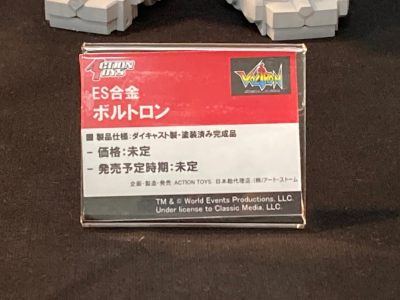 ACTION TOYS
VOLTRON
ES合金
ボルトロン
■ 製品仕様:ダイキャスト製・塗装済み完成品
- 価格:未定
- 発売予定時期:未定
企画・製造・発売 ACTION TOYS 日本総代理店 (株)アート・ストーム
TM & © World Events Productions, LLC.
Under license to Classic Media, LLC.